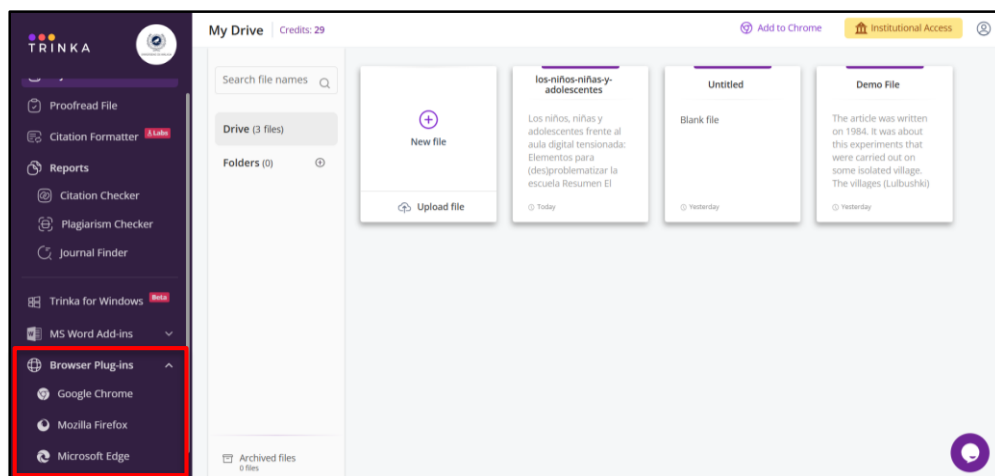 TRINKA
Proofread File
Citation Formatter
Labs
Reports
Citation Checker
Plagiarism Checker
Journal Finder
Trinka for Windows
Beta
MS Word Add-ins
Browser Plug-ins
Google Chrome
Mozilla Firefox
Microsoft Edge
My Drive
Credits: 29
Add to Chrome
Institutional Access
Search file names
Drive (3 files)
Folders (0)
Archived files
0 files
New file
Upload file
los-niños-niñas-y-
adolescentes
Los niños, niñas y
adolescentes frente al
aula digital tensionada:
Elementos para
(des)problematizar la
escuela Resumen El
Today
Untitled
Blank file
Yesterday
Demo File
The article was written
on 1984. It was about
this experiments that
were carried out on
some isolated village.
The villages (Lulbushki)
Yesterday